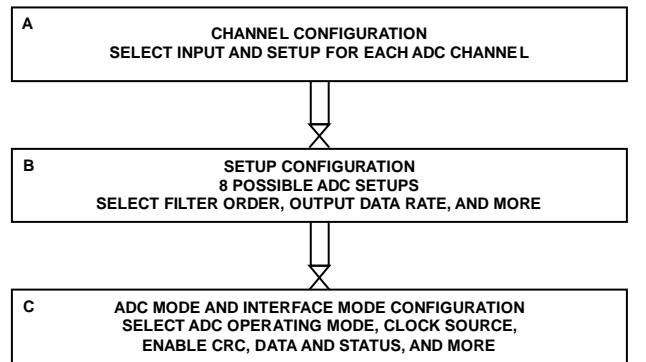 A
CHANNEL CONFIGURATION
SELECT INPUT AND SETUP FOR EACH ADC CHANNEL
B
SETUP CONFIGURATION
8 POSSIBLE ADC SETUPS
SELECT FILTER ORDER, OUTPUT DATA RATE, AND MORE
C
ADC MODE AND INTERFACE MODE CONFIGURATION
SELECT ADC OPERATING MODE, CLOCK SOURCE,
ENABLE CRC, DATA AND STATUS, AND MORE